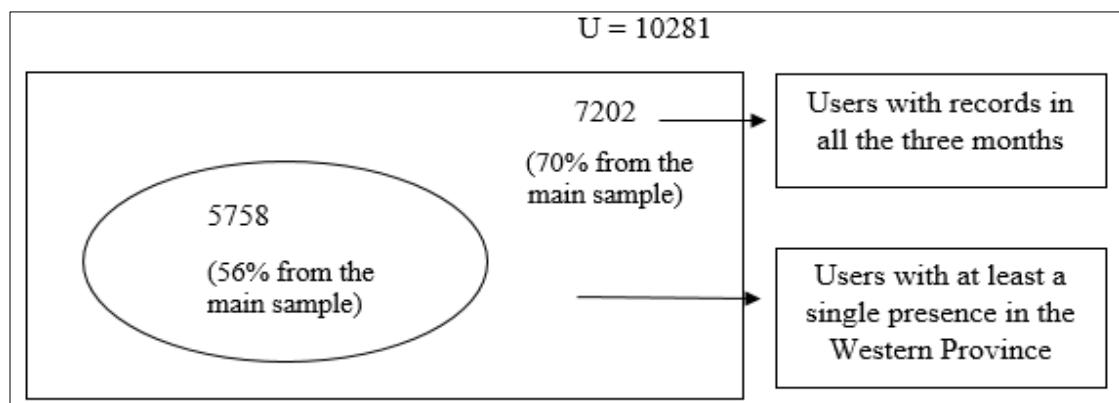 U = 10281
7202
(70% from the
main sample)
Users with records in
all the three months
5758
(56% from the
main sample)
Users with at least a
single presence in the
Western Province